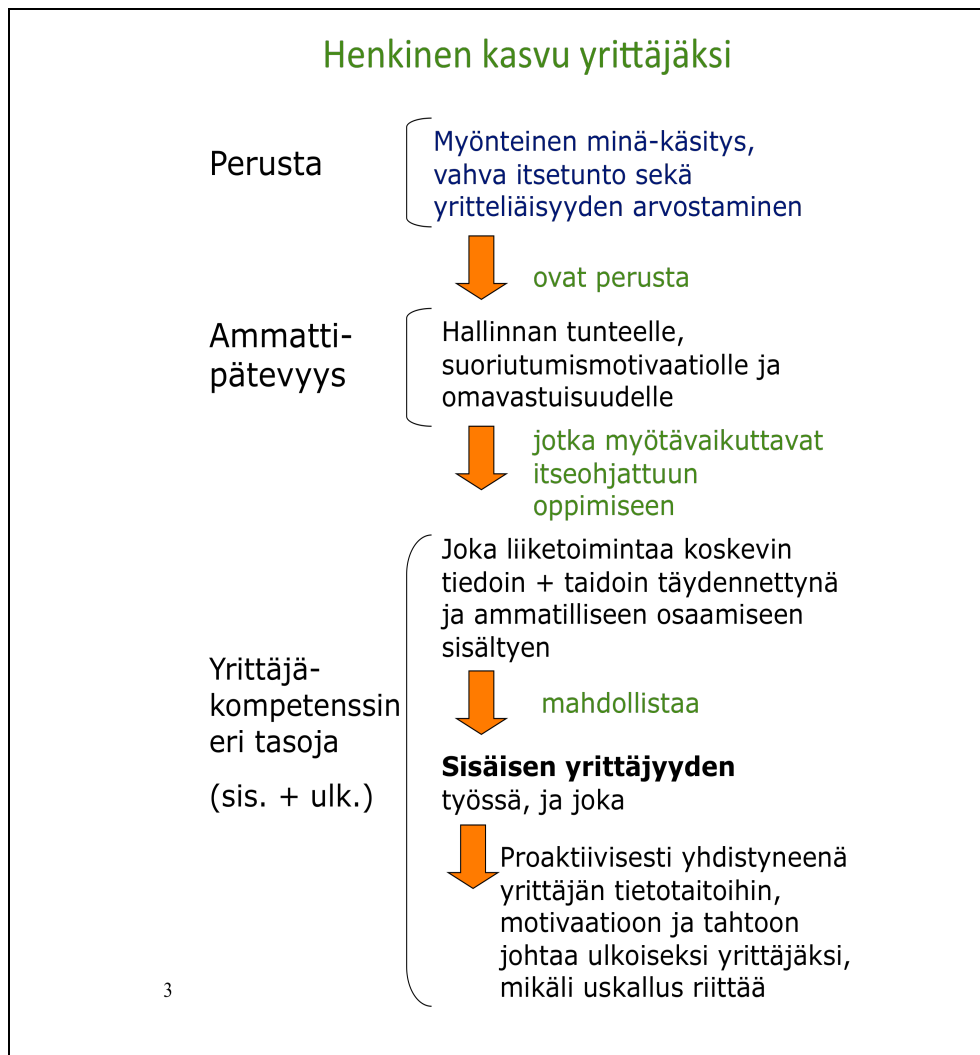 Henkinen kasvu yrittäjäksi
Perusta
Myönteinen minä-käsitys,
vahva itsetunto sekä
yritteliäisyyden arvostaminen
ovat perusta
Ammatti-
pätevyys
Hallinnan tunteelle,
suoriutumismotivaatiolle ja
omavastuisuudelle
jotka myötävaikuttavat
itseohjattuun
oppimiseen
Yrittäjä-
kompetenssin
eri tasoja
(sis. + ulk.)
Joka liiketoimintaa koskevin
tiedoin + taidoin täydennettynä
ja ammatilliseen osaamiseen
sisältyen
mahdollistaa
Sisäisen yrittäjyyden
työssä, ja joka
Proaktiivisesti yhdistyneenä
yrittäjän tietotaitoihin,
motivaatioon ja tahtoon
johtaa ulkoiseksi yrittäjäksi,
mikäli uskallus riittää
3